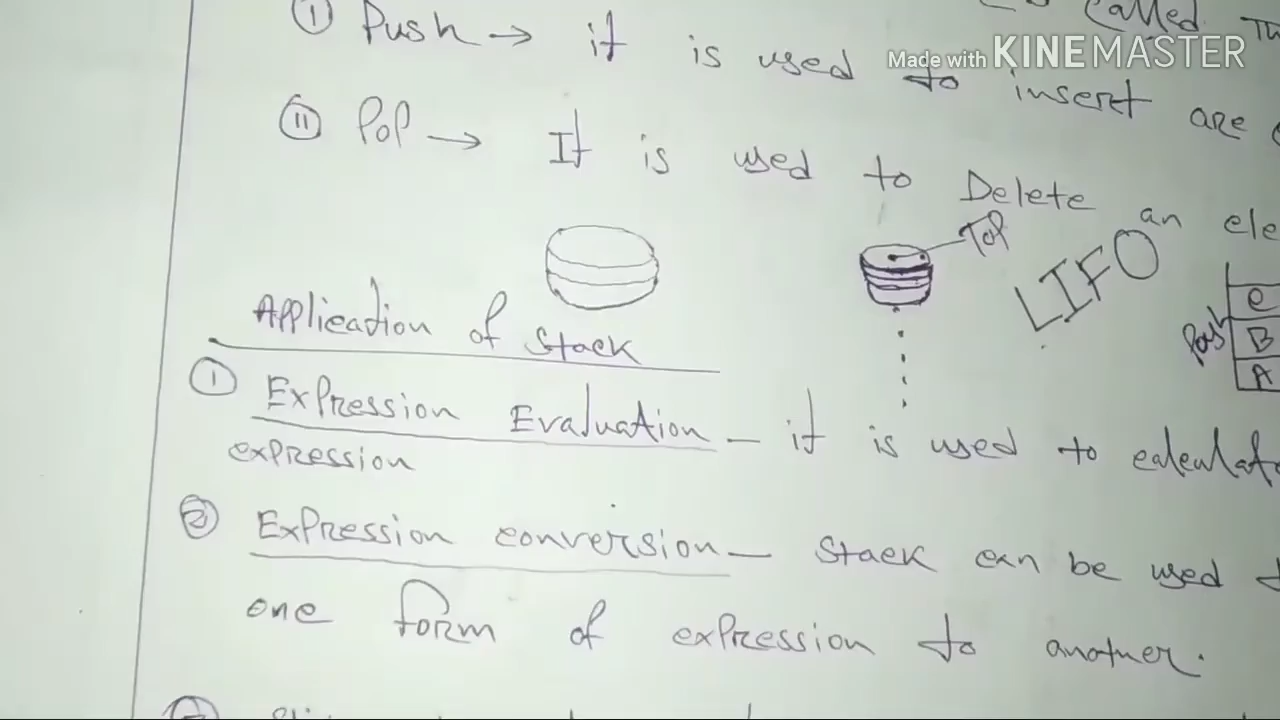 called
① Push → it is used to insert are
Made with KINEMASTER
⑪ Pop → It is used to Delete an ele
Top
LIFO
Application of Stack
Push
C
B
A
① Expression Evaluation – it is used to calculat
expression
② Expression conversion – Stack can be used
one form of expression to another.